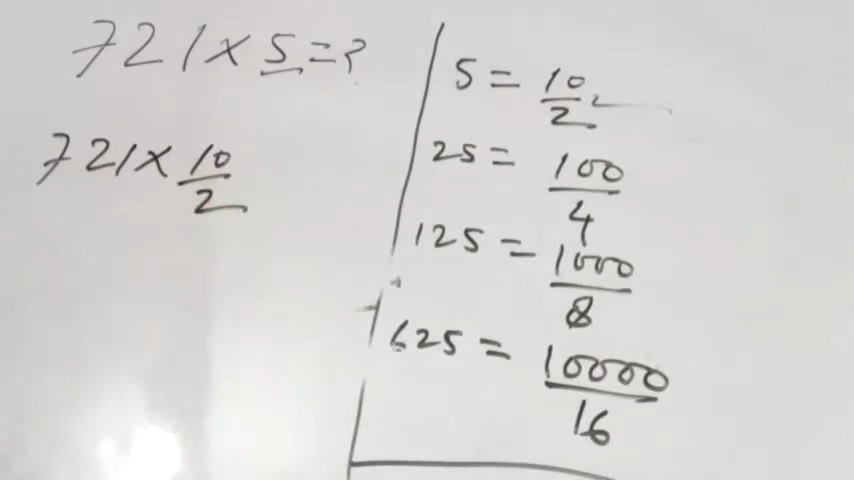 721 × 5 = ?
721 × 10/2
5 = 10/2
25 = 100/4
125 = 1000/8
625 = 10000/16